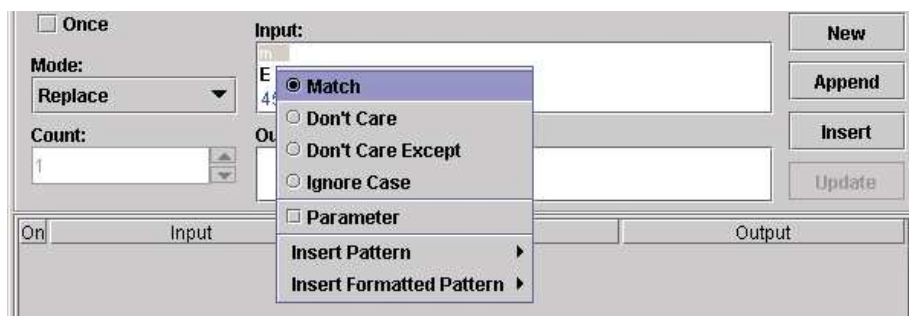 Once
Input:
New
m
Mode:
E
Match
Replace
Append
Don't Care
Count:
Don't Care Except
Insert
1
Ignore Case
Update
Parameter
On Input Output
Insert Pattern
Insert Formatted Pattern